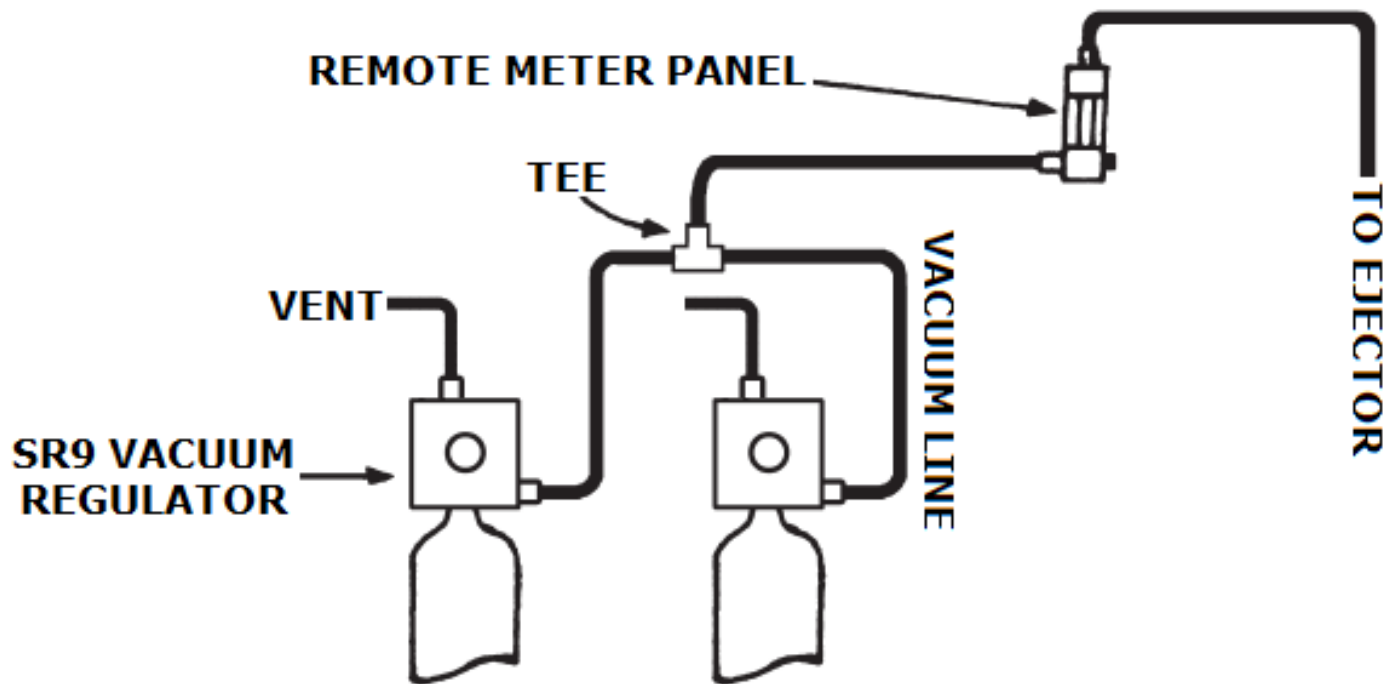 REMOTE METER PANEL
TEE
VENT
SR9 VACUUM
REGULATOR
VACUUM LINE
TO EJECTOR